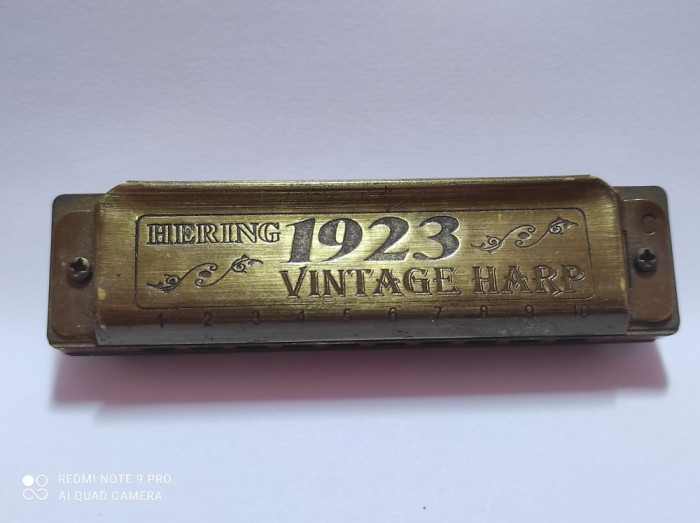 HERING 1923
VINTAGE HARP
C
1 2 3 4 5 6 7 8 9 10
REDMI NOTE 9 PRO
AI QUAD CAMERA